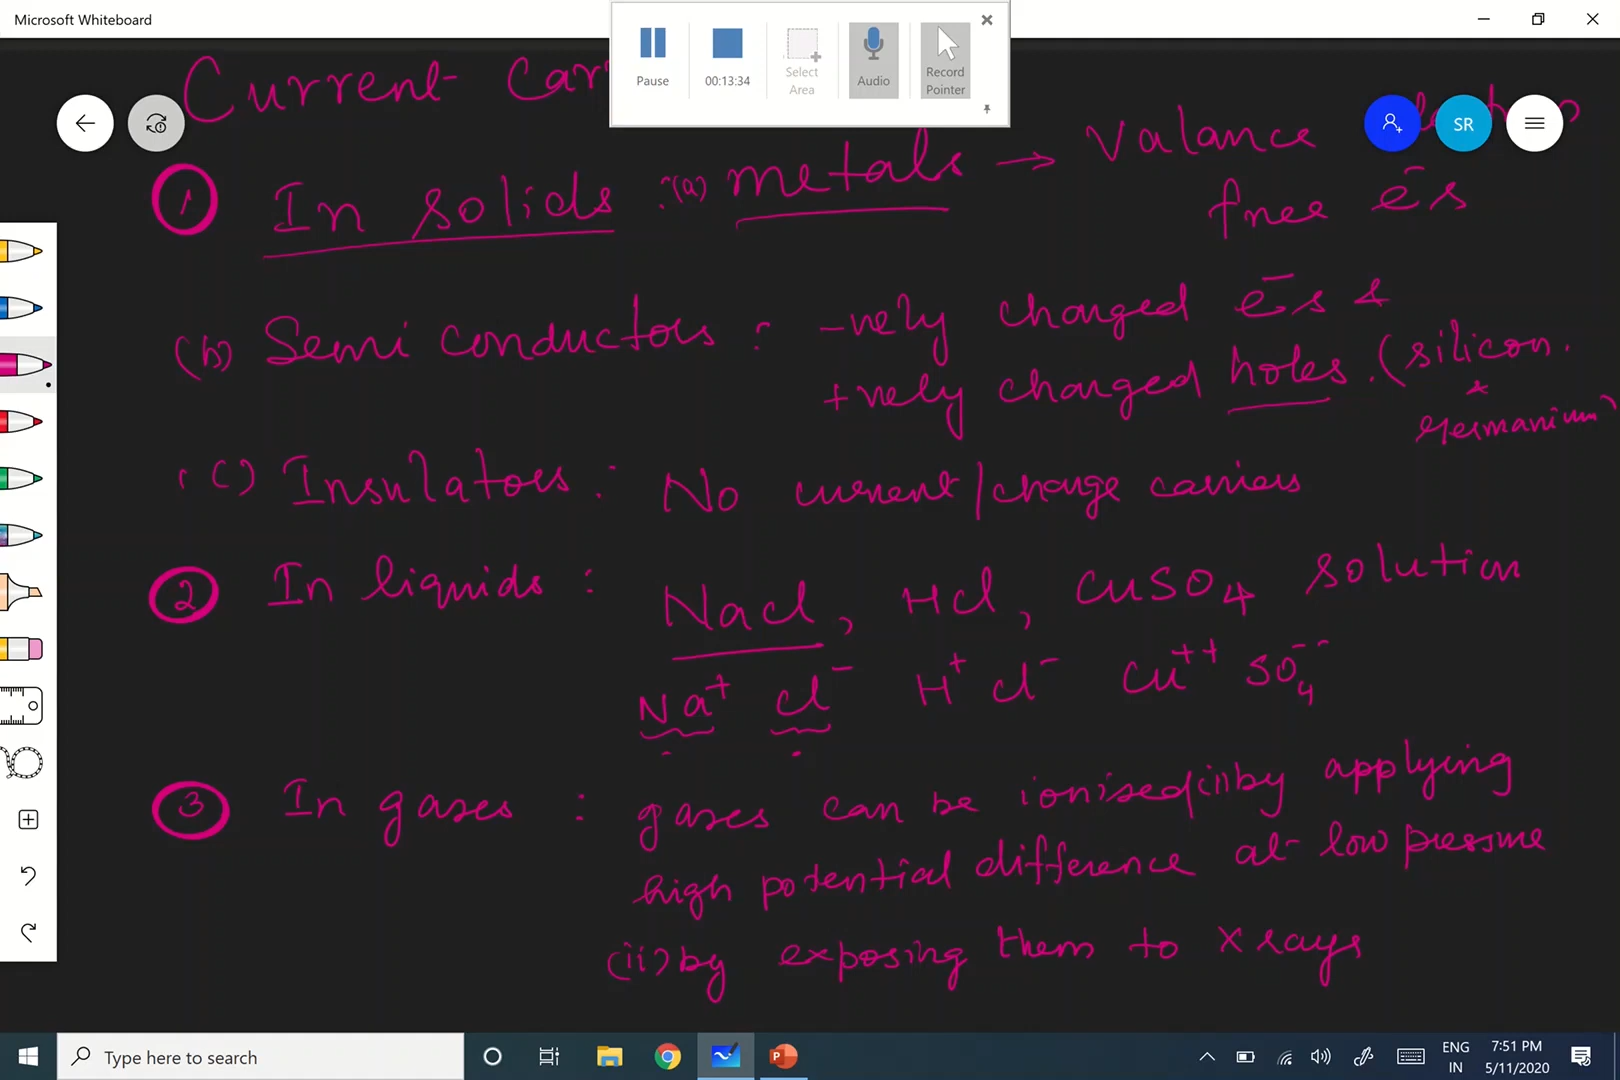 Microsoft Whiteboard
Pause
00:13:34
Select Area
Audio
Record Pointer
SR
Current
① In solids :(a) metals → Valance
free e̅s
(b) Semi conductors : -vely charged e̅s &
+vely charged holes. (silicon.
&
Germanium)
(c) Insulators : No current/charge carriers
② In liquids : NaCl, HCl, CuSO4 solution
Na+ Cl- H+ Cl- Cu++ SO4--
③ In gases : gases can be ionised(i)by applying
high potential difference at low pressure
(ii)by exposing them to X rays
Type here to search
ENG
IN
7:51 PM
5/11/2020